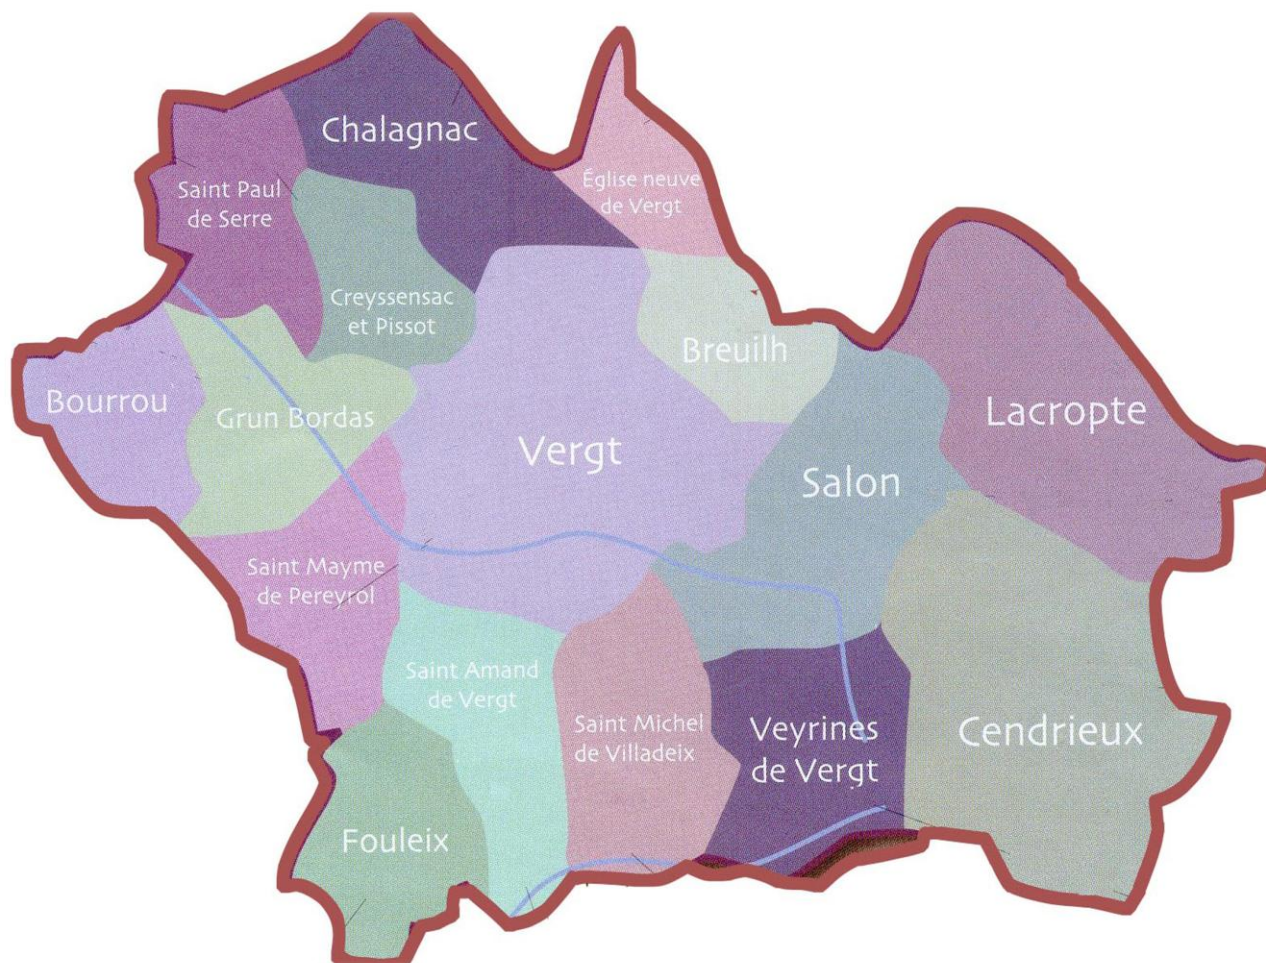 Chalagnac
Église neuve
de Vergt
Saint Paul
de Serre
Creyssensac
et Pissot
Breuilh
Bourrou
Grun Bordas
Lacropte
Vergt
Salon
Saint Mayme
de Pereyrol
Saint Amand
de Vergt
Saint Michel
de Villadeix
Veyrines
de Vergt
Cendrieux
Fouleix